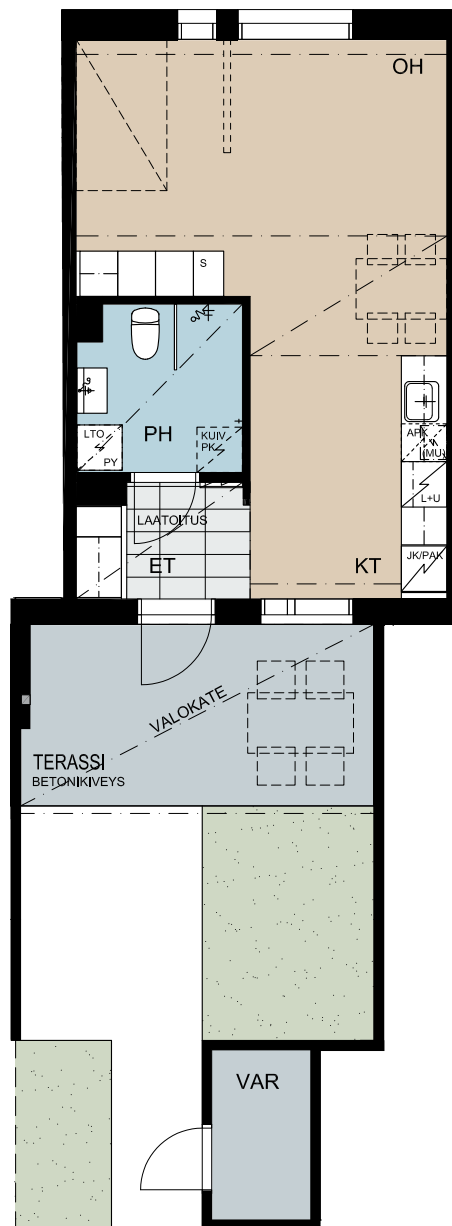 OH
S
LTO
PY
PH
KUIV
PK
APK
(MU)
L+U
JK/PAK
LAATOITUS
ET
KT
VALOKATE
TERASSI
BETONIKIVEYS
VAR